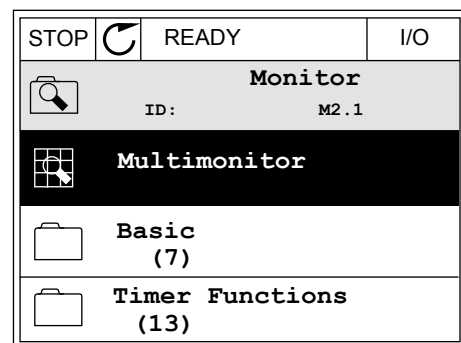 STOP READY I/O
Monitor
ID: M2.1
Multimonitor
Basic
(7)
Timer Functions
(13)